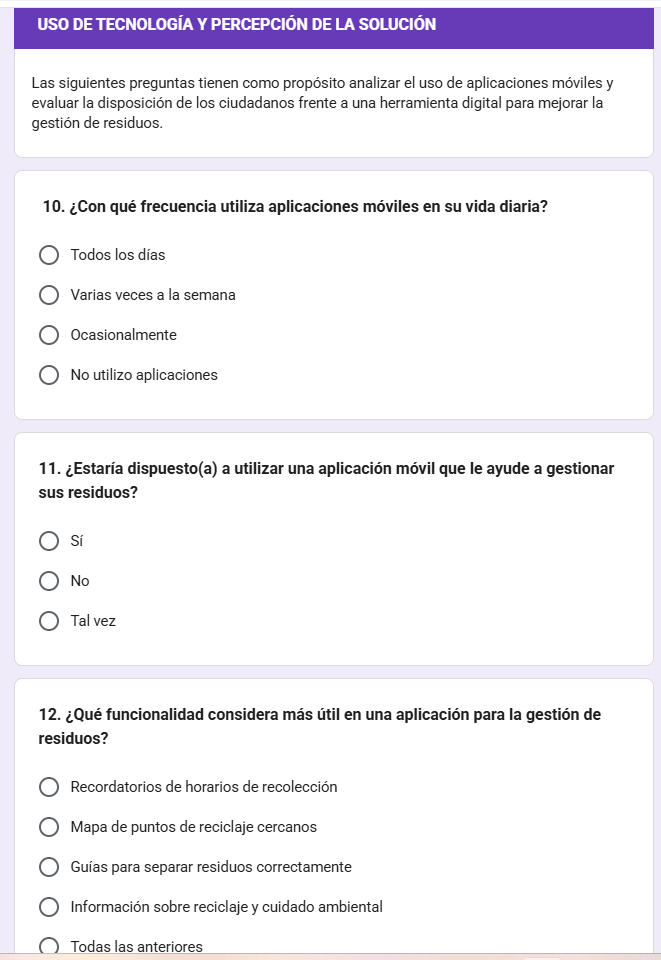 USO DE TECNOLOGÍA Y PERCEPCIÓN DE LA SOLUCIÓN
Las siguientes preguntas tienen como propósito analizar el uso de aplicaciones móviles y
evaluar la disposición de los ciudadanos frente a una herramienta digital para mejorar la
gestión de residuos.
10. ¿Con qué frecuencia utiliza aplicaciones móviles en su vida diaria?
Todos los días
Varias veces a la semana
Ocasionalmente
No utilizo aplicaciones
11. ¿Estaría dispuesto(a) a utilizar una aplicación móvil que le ayude a gestionar
sus residuos?
Sí
No
Tal vez
12. ¿Qué funcionalidad considera más útil en una aplicación para la gestión de
residuos?
Recordatorios de horarios de recolección
Mapa de puntos de reciclaje cercanos
Guías para separar residuos correctamente
Información sobre reciclaje y cuidado ambiental
Todas las anteriores